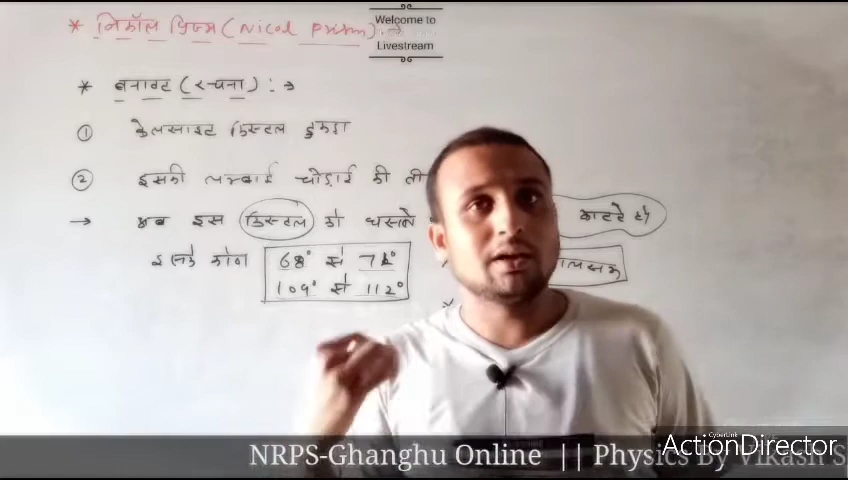 * निकॉल प्रिज्म (Nicol Prism)
Welcome to
Livestream
* बनावट (रचना) : →
① केलसाइट क्रिस्टल टुकड़ा
② इसकी लम्बाई चौड़ाई की ती
→ अब इस क्रिस्टल को घसते काटते है।
इसके कोण 68° से 71°
109° से 112°
NRPS-Ghanghu Online || Physics By Vikash S
CyberLink
ActionDirector